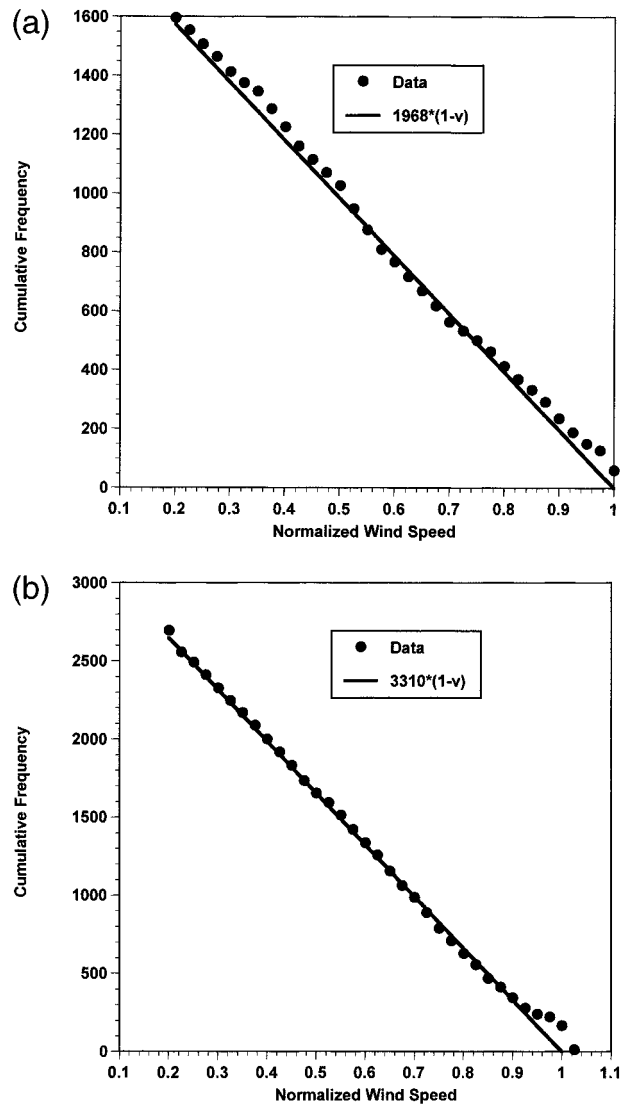 (a)
1600
1400
1200
1000
800
600
400
200
0
Cumulative Frequency
Data
1968*(1-v)
0.1 0.2 0.3 0.4 0.5 0.6 0.7 0.8 0.9 1
Normalized Wind Speed
(b)
3000
2500
2000
1500
1000
500
0
Cumulative Frequency
Data
3310*(1-v)
0.1 0.2 0.3 0.4 0.5 0.6 0.7 0.8 0.9 1 1.1
Normalized Wind Speed